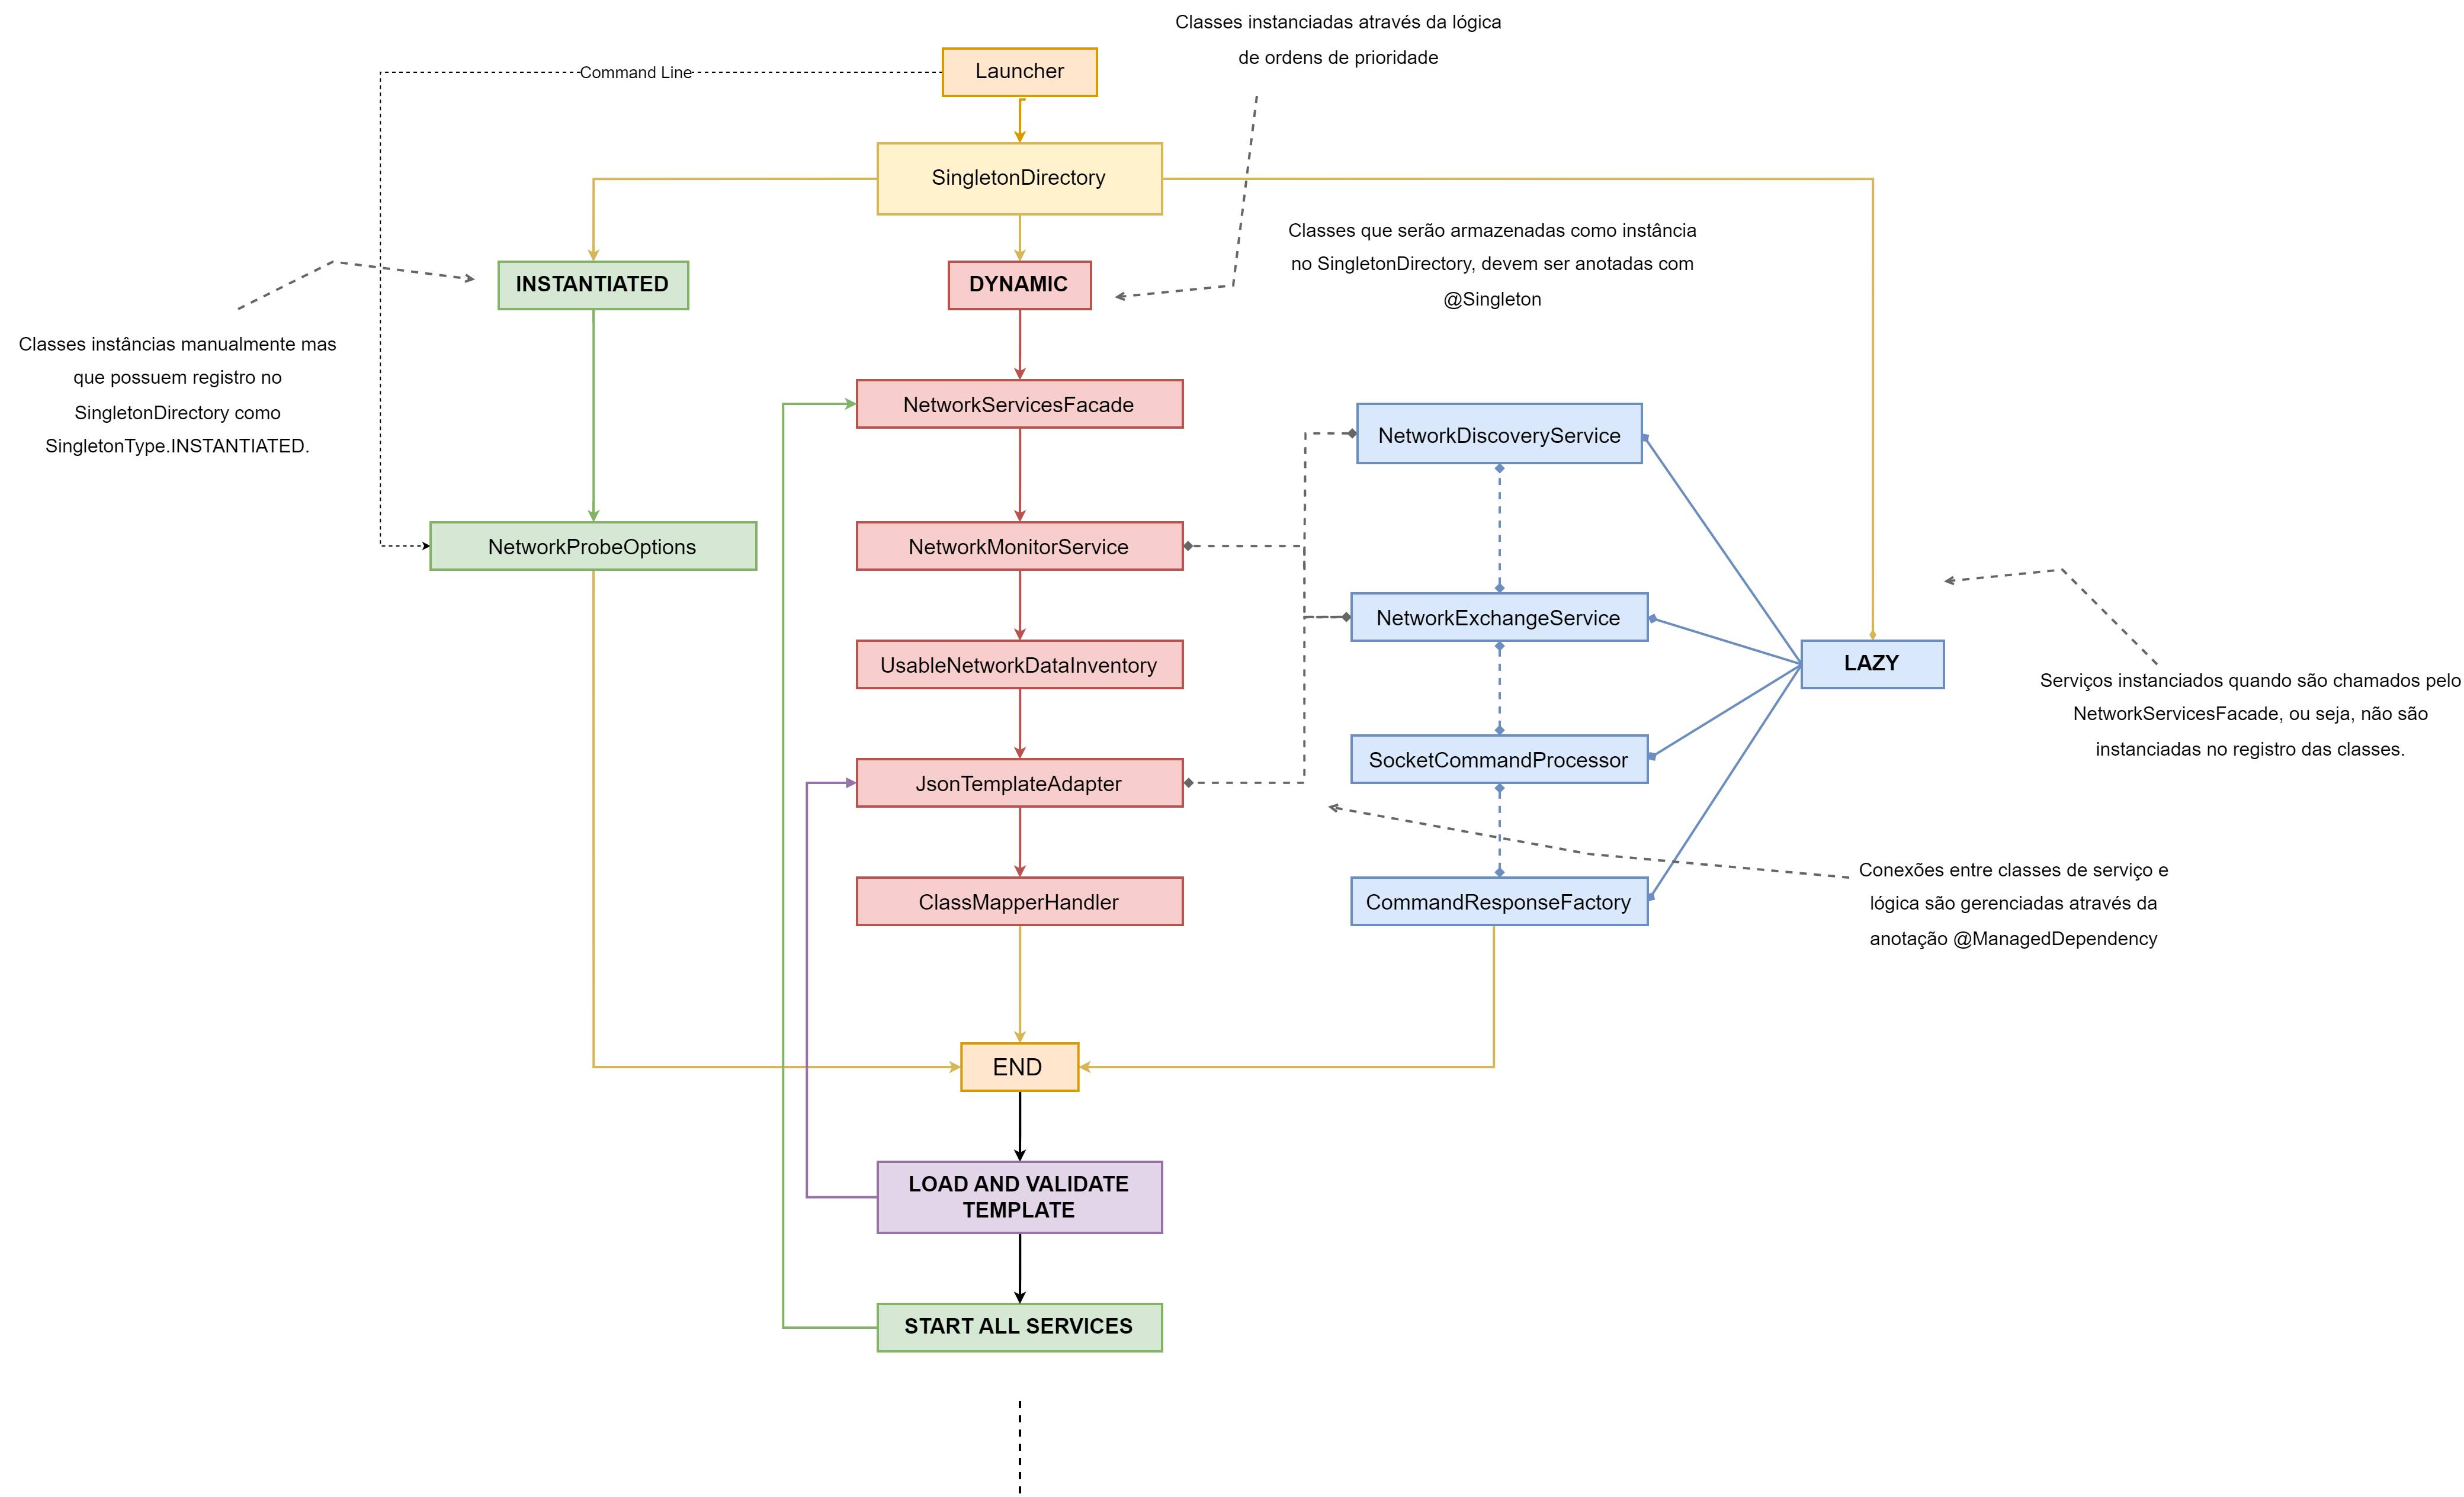 Classes instanciadas através da lógica
de ordens de prioridade
Launcher
Command Line
SingletonDirectory
Classes que serão armazenadas como instância
no SingletonDirectory, devem ser anotadas com
@Singleton
INSTANTIATED
DYNAMIC
Classes instâncias manualmente mas
que possuem registro no
SingletonDirectory como
SingletonType.INSTANTIATED.
NetworkServicesFacade
NetworkDiscoveryService
NetworkProbeOptions
NetworkMonitorService
NetworkExchangeService
UsableNetworkDataInventory
LAZY
Serviços instanciados quando são chamados pelo
NetworkServicesFacade, ou seja, não são
instanciadas no registro das classes.
JsonTemplateAdapter
SocketCommandProcessor
ClassMapperHandler
CommandResponseFactory
Conexões entre classes de serviço e
lógica são gerenciadas através da
anotação @ManagedDependency
END
LOAD AND VALIDATE
TEMPLATE
START ALL SERVICES